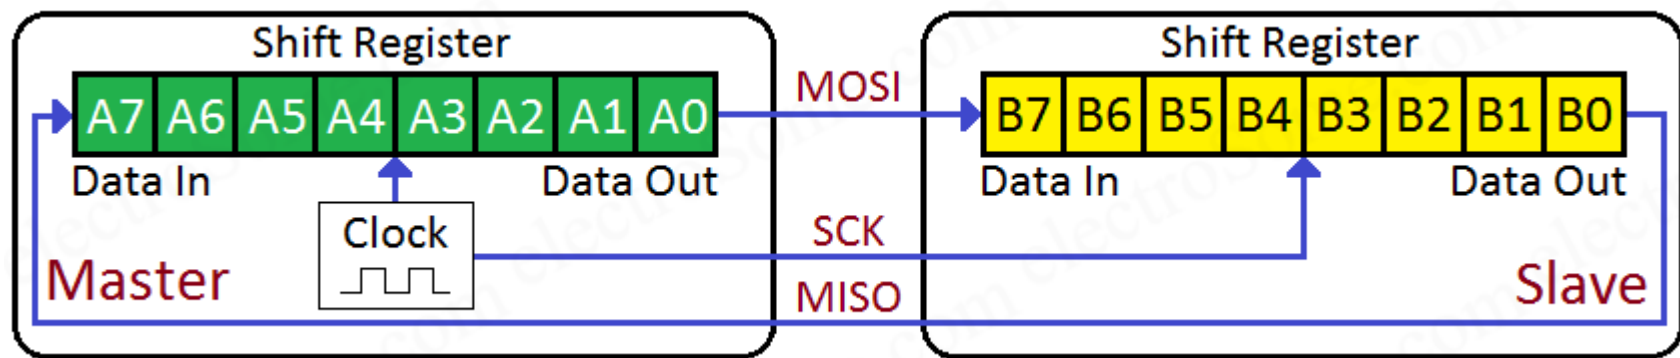 Shift Register
A7 A6 A5 A4 A3 A2 A1 A0
Data In Data Out
Clock
Master
MOSI
SCK
MISO
Shift Register
B7 B6 B5 B4 B3 B2 B1 B0
Data In Data Out
Slave